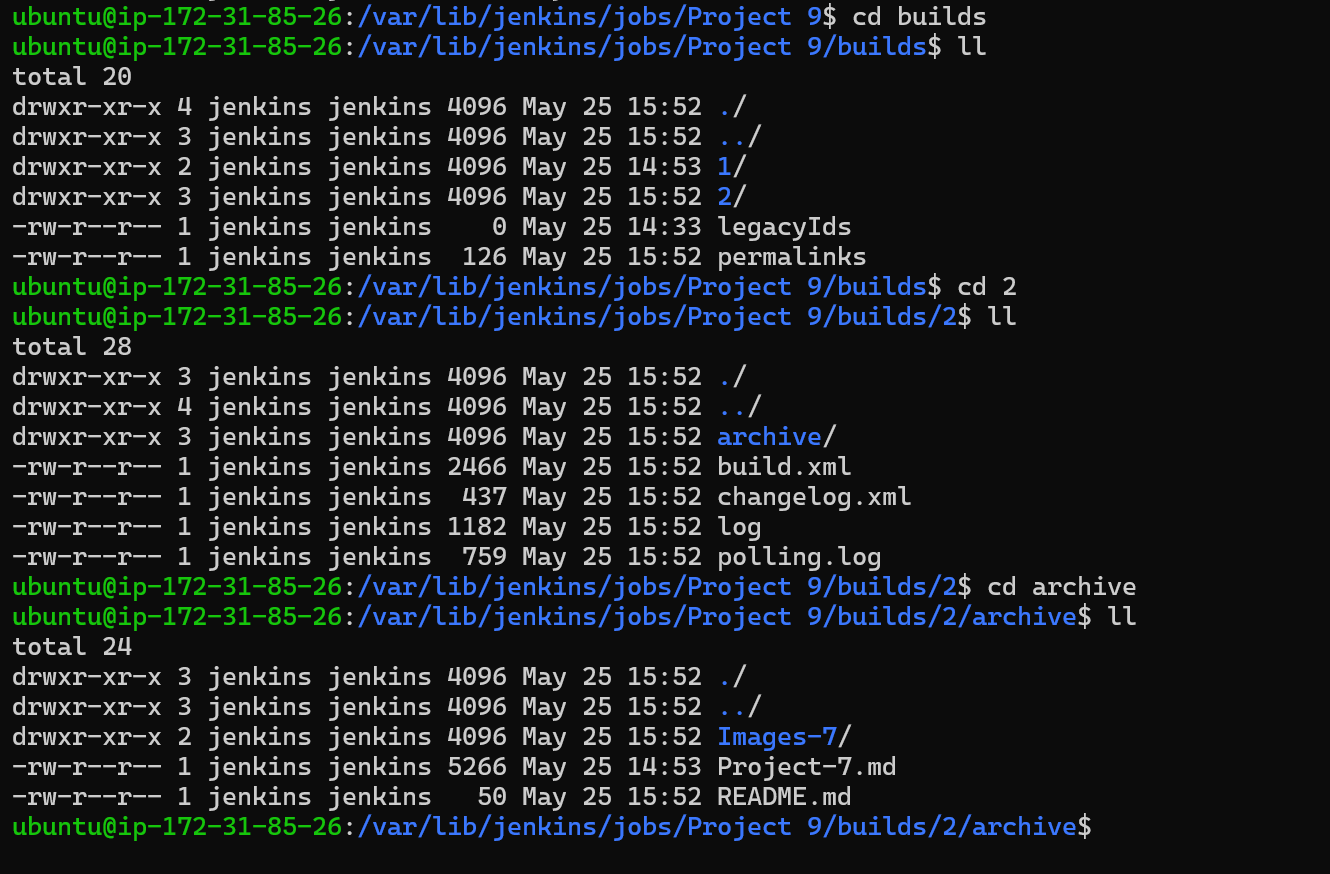 ubuntu@ip-172-31-85-26:/var/lib/jenkins/jobs/Project 9$ cd builds
ubuntu@ip-172-31-85-26:/var/lib/jenkins/jobs/Project 9/builds$ ll
total 20
drwxr-xr-x 4 jenkins jenkins 4096 May 25 15:52 ./
drwxr-xr-x 3 jenkins jenkins 4096 May 25 15:52 ../
drwxr-xr-x 2 jenkins jenkins 4096 May 25 14:53 1/
drwxr-xr-x 3 jenkins jenkins 4096 May 25 15:52 2/
-rw-r--r-- 1 jenkins jenkins    0 May 25 14:33 legacyIds
-rw-r--r-- 1 jenkins jenkins  126 May 25 15:52 permalinks
ubuntu@ip-172-31-85-26:/var/lib/jenkins/jobs/Project 9/builds$ cd 2
ubuntu@ip-172-31-85-26:/var/lib/jenkins/jobs/Project 9/builds/2$ ll
total 28
drwxr-xr-x 3 jenkins jenkins 4096 May 25 15:52 ./
drwxr-xr-x 4 jenkins jenkins 4096 May 25 15:52 ../
drwxr-xr-x 3 jenkins jenkins 4096 May 25 15:52 archive/
-rw-r--r-- 1 jenkins jenkins 2466 May 25 15:52 build.xml
-rw-r--r-- 1 jenkins jenkins  437 May 25 15:52 changelog.xml
-rw-r--r-- 1 jenkins jenkins 1182 May 25 15:52 log
-rw-r--r-- 1 jenkins jenkins  759 May 25 15:52 polling.log
ubuntu@ip-172-31-85-26:/var/lib/jenkins/jobs/Project 9/builds/2$ cd archive
ubuntu@ip-172-31-85-26:/var/lib/jenkins/jobs/Project 9/builds/2/archive$ ll
total 24
drwxr-xr-x 3 jenkins jenkins 4096 May 25 15:52 ./
drwxr-xr-x 3 jenkins jenkins 4096 May 25 15:52 ../
drwxr-xr-x 2 jenkins jenkins 4096 May 25 15:52 Images-7/
-rw-r--r-- 1 jenkins jenkins 5266 May 25 14:53 Project-7.md
-rw-r--r-- 1 jenkins jenkins   50 May 25 15:52 README.md
ubuntu@ip-172-31-85-26:/var/lib/jenkins/jobs/Project 9/builds/2/archive$